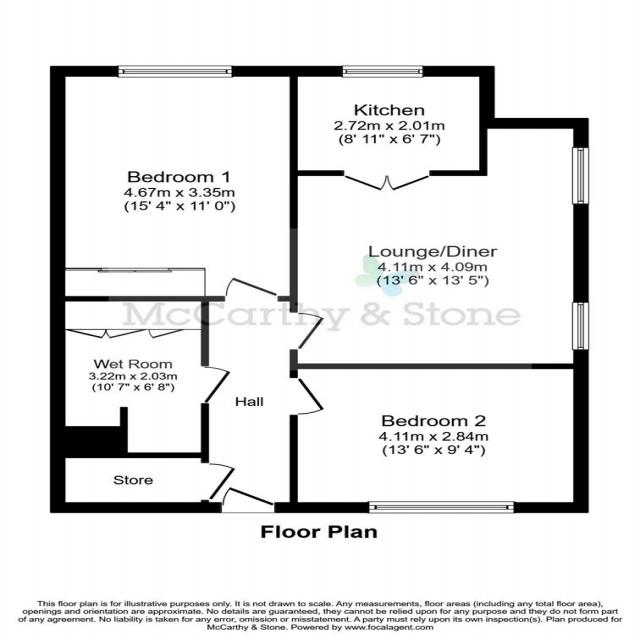 Kitchen
2.72m x 2.01m
(8' 11" x 6' 7")
Bedroom 1
4.67m x 3.35m
(15' 4" x 11' 0")
Lounge/Diner
4.11m x 4.09m
(13' 6" x 13' 5")
McCarthy & Stone
Wet Room
3.22m x 2.03m
(10' 7" x 6' 8")
Hall
Bedroom 2
4.11m x 2.84m
(13' 6" x 9' 4")
Store
Floor Plan
This floor plan is for illustrative purposes only. It is not drawn to scale. Any measurements, floor areas (including any total floor area),
openings and orientation are approximate. No details are guaranteed, they cannot be relied upon for any purpose and they do not form part
of any agreement. No liability is taken for any error, omission or misstatement. A party must rely upon its own inspection(s). Plan produced for
McCarthy & Stone. Powered by www.focalagent.com